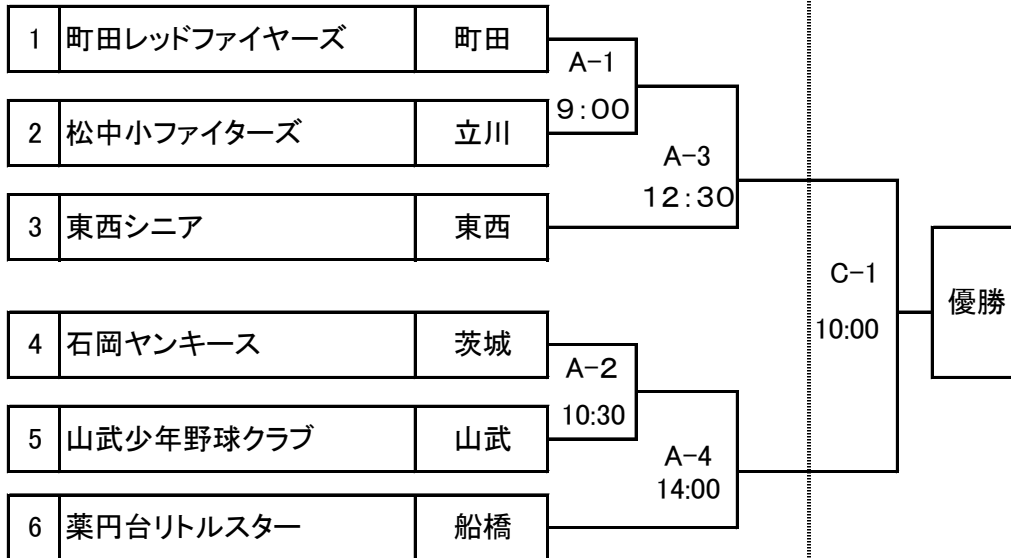 1 町田レッドファイヤーズ 町田
A-1
9:00
2 松中小ファイターズ 立川
A-3
12:30
3 東西シニア 東西
C-1
10:00
優勝
4 石岡ヤンキース 茨城
A-2
10:30
5 山武少年野球クラブ 山武
A-4
14:00
6 薬円台リトルスター 船橋